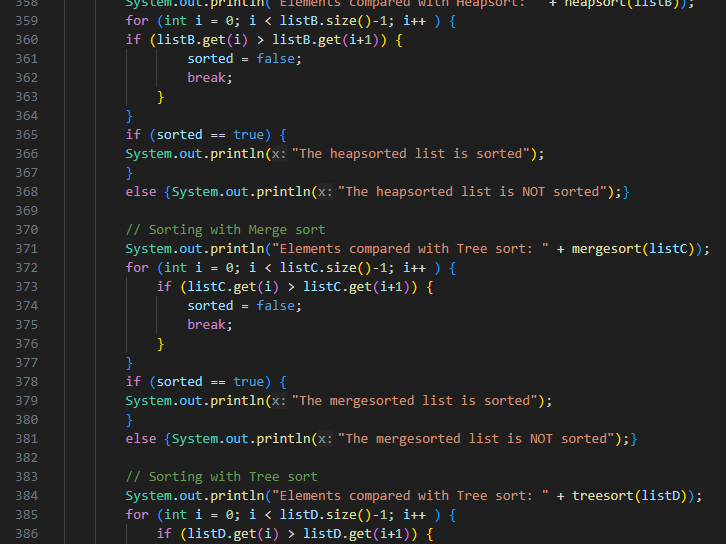 358 System.out.println("Elements compared with Heapsort: " + heapsort(listB));
359 for (int i = 0; i < listB.size()-1; i++ ) {
360 if (listB.get(i) > listB.get(i+1)) {
361 sorted = false;
362 break;
363 }
364 }
365 if (sorted == true) {
366 System.out.println(x: "The heapsorted list is sorted");
367 }
368 else {System.out.println(x: "The heapsorted list is NOT sorted");}
369
370 // Sorting with Merge sort
371 System.out.println("Elements compared with Tree sort: " + mergesort(listC));
372 for (int i = 0; i < listC.size()-1; i++ ) {
373 if (listC.get(i) > listC.get(i+1)) {
374 sorted = false;
375 break;
376 }
377 }
378 if (sorted == true) {
379 System.out.println(x: "The mergesorted list is sorted");
380 }
381 else {System.out.println(x: "The mergesorted list is NOT sorted");}
382
383 // Sorting with Tree sort
384 System.out.println("Elements compared with Tree sort: " + treesort(listD));
385 for (int i = 0; i < listD.size()-1; i++ ) {
386 if (listD.get(i) > listD.get(i+1)) {